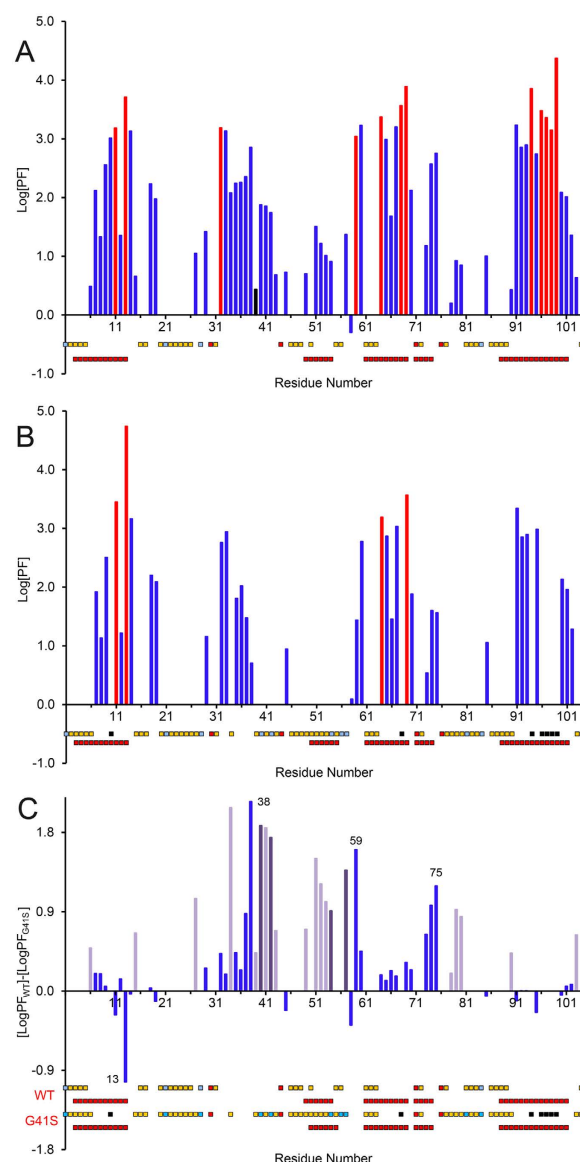 A
5.0
4.0
3.0
2.0
1.0
0.0
-1.0
Log[PF]
11 21 31 41 51 61 71 81 91 101
Residue Number
B
5.0
4.0
3.0
2.0
1.0
0.0
-1.0
Log[PF]
11 21 31 41 51 61 71 81 91 101
Residue Number
C
1.8
0.9
0.0
-0.9
-1.8
[LogPFWT]-[LogPFG41S]
38
59
75
11 21 31 41 51 61 71 81 91 101
13
WT
G41S
Residue Number